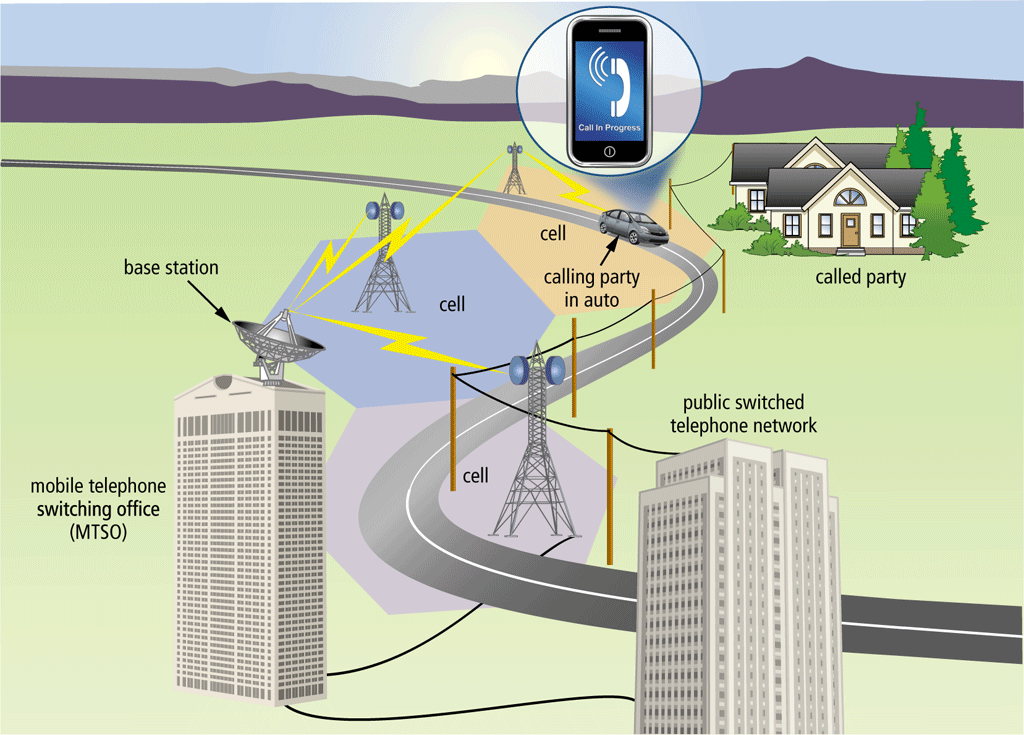 Call In Progress
base station
cell
cell
calling party
in auto
called party
public switched
telephone network
cell
mobile telephone
switching office
(MTSO)